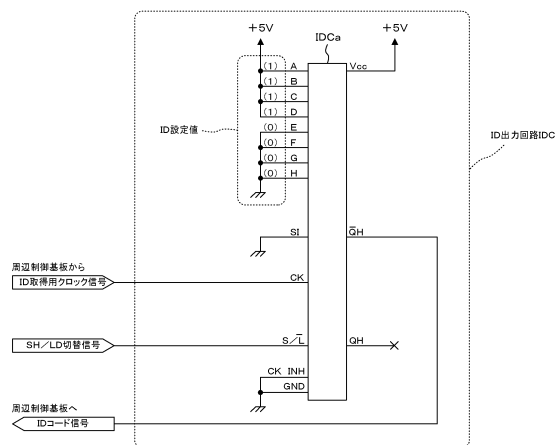 +5V
+5V
IDCa
(1) A
Vcc
(1) B
(1) C
(1) D
(0) E
(0) F
(0) G
(0) H
ID設定値
ID出力回路IDC
SI
Q̅H
周辺制御基板から
ID取得用クロック信号
CK
SH/LD切替信号
S/L̅
QH
CK INH
GND
周辺制御基板へ
IDコード信号